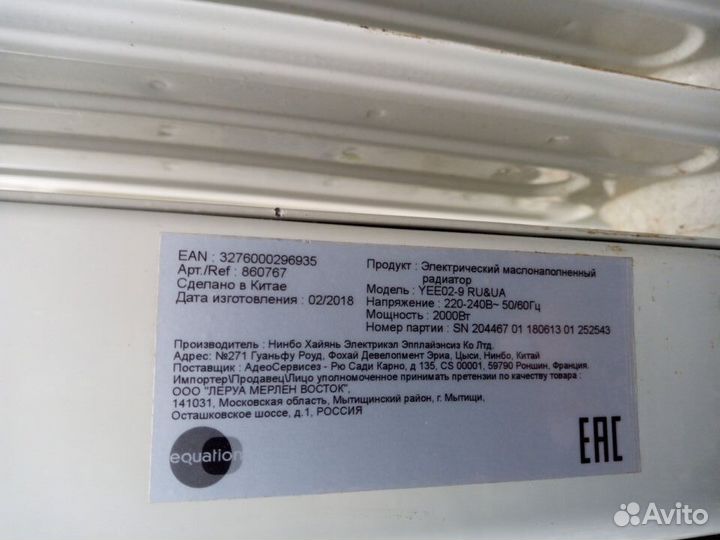 EAN : 3276000296935
Арт./Ref : 860767
Сделано в Китае
Дата изготовления : 02/2018
Продукт : Электрический маслонаполненный
радиатор
Модель : YEE02-9 RU&UA
Напряжение : 220-240В~ 50/60Гц
Мощность : 2000Вт
Номер партии : SN 204467 01 180613 01 252543
Производитель : Нинбо Хайянь Электрикэл Эпплайэнсиз Ко Лтд.
Адрес: №271 Гуаньфу Роуд, Фохай Девелопмент Эриа, Цыси, Нинбо, Китай
Поставщик : АдеоСервисез - Рю Сади Карно, д 135, CS 00001, 59790 Роншин, Франция.
Импортер\Продавец\Лицо уполномоченное принимать претензии по качеству товара :
ООО "ЛЕРУА МЕРЛЕН ВОСТОК",
141031, Московская область, Мытищинский район, г. Мытищи,
Осташковское шоссе, д.1, РОССИЯ
equation
EAC
Avito